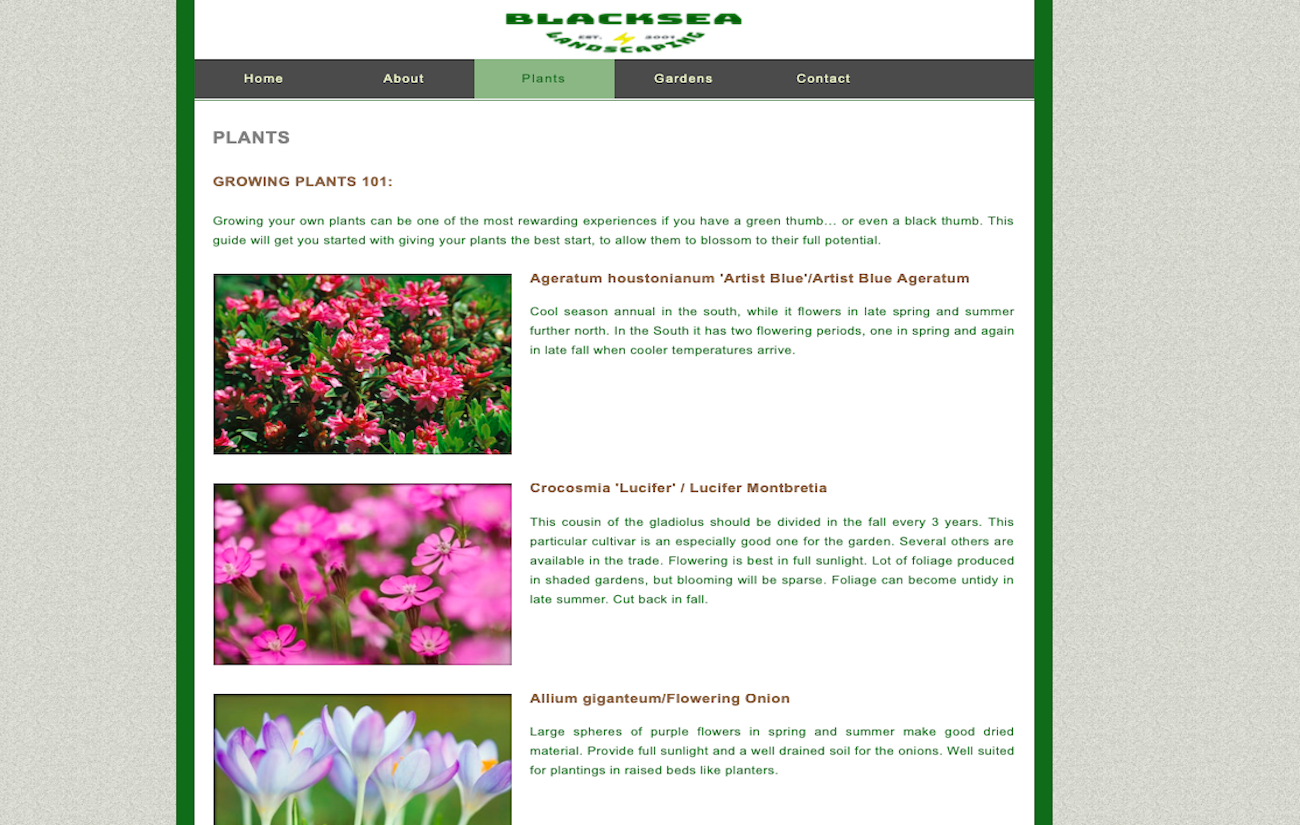 BLACKSEA
EST. 2001
LANDSCAPING
Home About Plants Gardens Contact
PLANTS
GROWING PLANTS 101:
Growing your own plants can be one of the most rewarding experiences if you have a green thumb... or even a black thumb. This
guide will get you started with giving your plants the best start, to allow them to blossom to their full potential.
Ageratum houstonianum 'Artist Blue'/Artist Blue Ageratum
Cool season annual in the south, while it flowers in late spring and summer
further north. In the South it has two flowering periods, one in spring and again
in late fall when cooler temperatures arrive.
Crocosmia 'Lucifer' / Lucifer Montbretia
This cousin of the gladiolus should be divided in the fall every 3 years. This
particular cultivar is an especially good one for the garden. Several others are
available in the trade. Flowering is best in full sunlight. Lot of foliage produced
in shaded gardens, but blooming will be sparse. Foliage can become untidy in
late summer. Cut back in fall.
Allium giganteum/Flowering Onion
Large spheres of purple flowers in spring and summer make good dried
material. Provide full sunlight and a well drained soil for the onions. Well suited
for plantings in raised beds like planters.